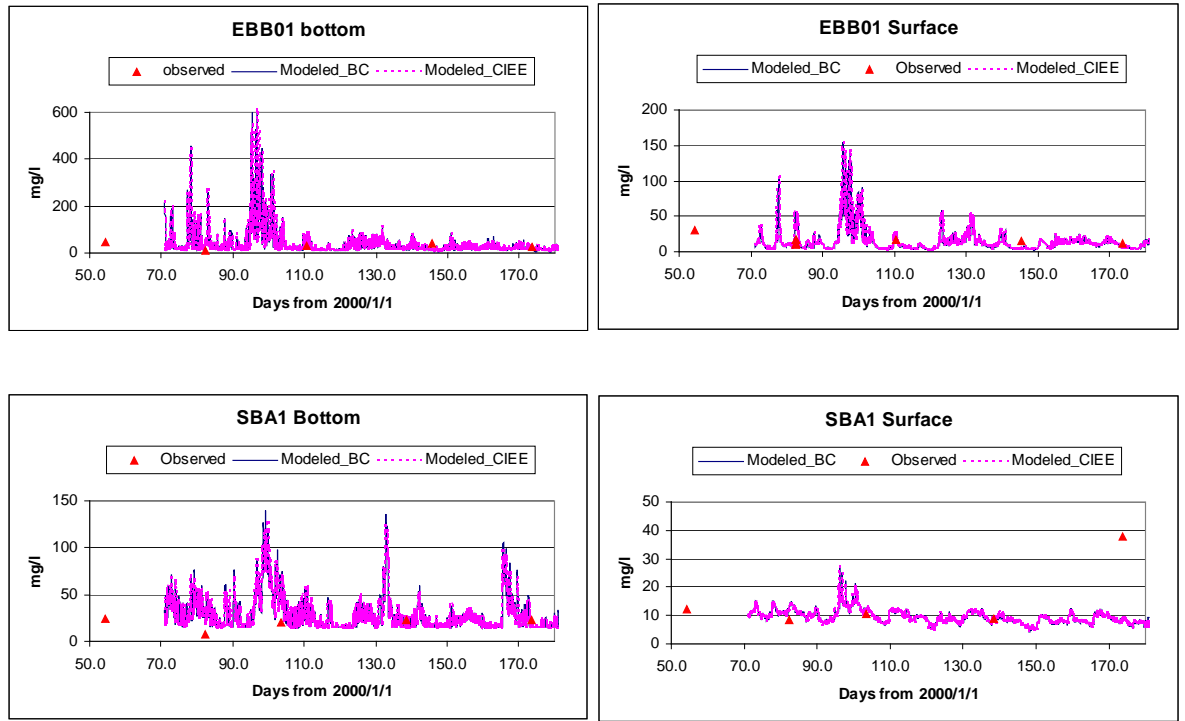 EBB01 bottom
observed Modeled_BC Modeled_CIEE
600
400
200
0
mg/l
50.0 70.0 90.0 110.0 130.0 150.0 170.0
Days from 2000/1/1
EBB01 Surface
Modeled_BC Observed Modeled_CIEE
200
150
100
50
0
mg/l
50.0 70.0 90.0 110.0 130.0 150.0 170.0
Days from 2000/1/1
SBA1 Bottom
Observed Modeled_BC Modeled_CIEE
150
100
50
0
mg/l
50.0 70.0 90.0 110.0 130.0 150.0 170.0
Days from 2000/1/1
SBA1 Surface
Modeled_BC Observed Modeled_CIEE
50
40
30
20
10
0
mg/l
50.0 70.0 90.0 110.0 130.0 150.0 170.0
Days from 2000/1/1